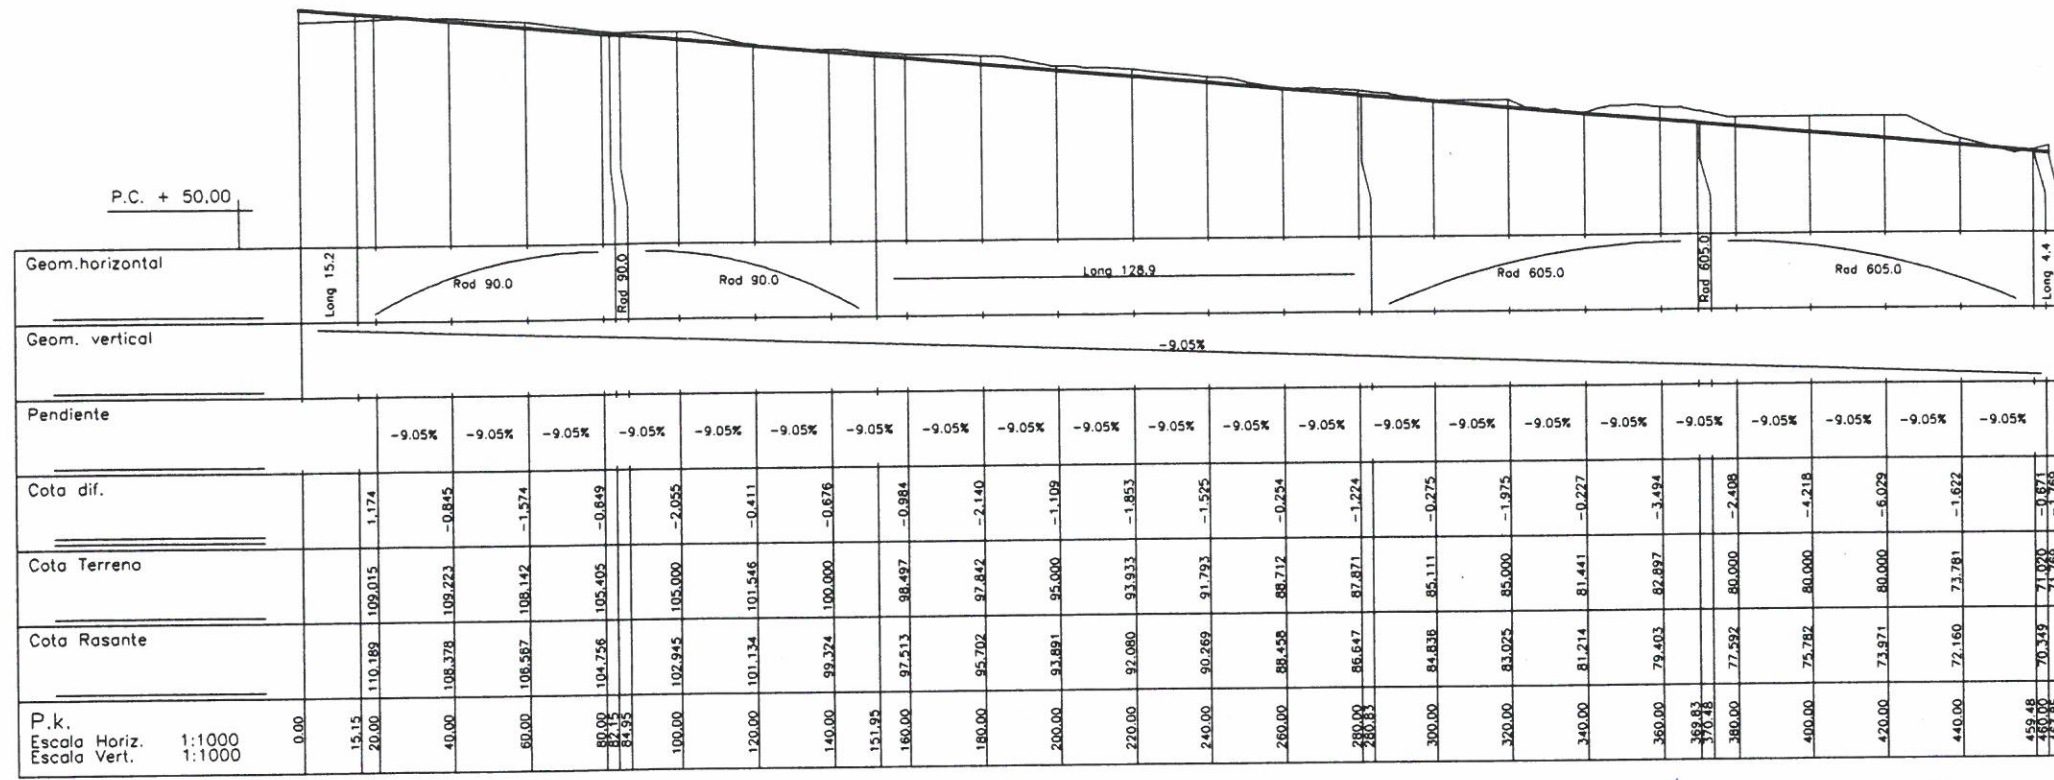 P.C. + 50.00
Geom.horizontal
Long 15.2
Rad 90.0
Rad 90.0
Rad 90.0
Long 128.9
Rad 605.0
Rad 605.0
Rad 605.0
Long 4.4
Geom. vertical
-9.05%
Pendiente
-9.05% -9.05% -9.05% -9.05% -9.05% -9.05% -9.05% -9.05% -9.05% -9.05% -9.05% -9.05% -9.05% -9.05% -9.05% -9.05% -9.05% -9.05% -9.05% -9.05% -9.05% -9.05%
Cota dif.
1.174 -0.845 -1.574 -0.649 -2.055 -0.411 -0.676 -0.984 -2.140 -1.109 -1.853 -1.525 -0.254 -1.224 -0.275 -1.975 -0.227 -3.494 -2.408 -4.218 -6.029 -1.622 -0.671
Cota Terreno
109.015 109.223 108.142 105.405 105.000 101.546 100.000 98.497 97.842 95.000 93.933 91.793 88.712 87.871 85.111 85.000 81.441 82.897 80.000 80.000 80.000 73.781 71.020
Cota Rasante
110.189 108.378 106.567 104.756 102.945 101.134 99.324 97.513 95.702 93.891 92.080 90.269 88.458 86.647 84.836 83.025 81.214 79.403 77.592 75.782 73.971 72.160 70.349
P.k.
0.00 15.15 20.00 40.00 60.00 80.00 82.15 84.95 100.00 120.00 140.00 151.95 160.00 180.00 200.00 220.00 240.00 260.00 280.00 280.83 300.00 320.00 340.00 360.00 369.83 370.48 380.00 400.00 420.00 440.00 459.48 460.00
Escala Horiz. 1:1000
Escala Vert. 1:1000